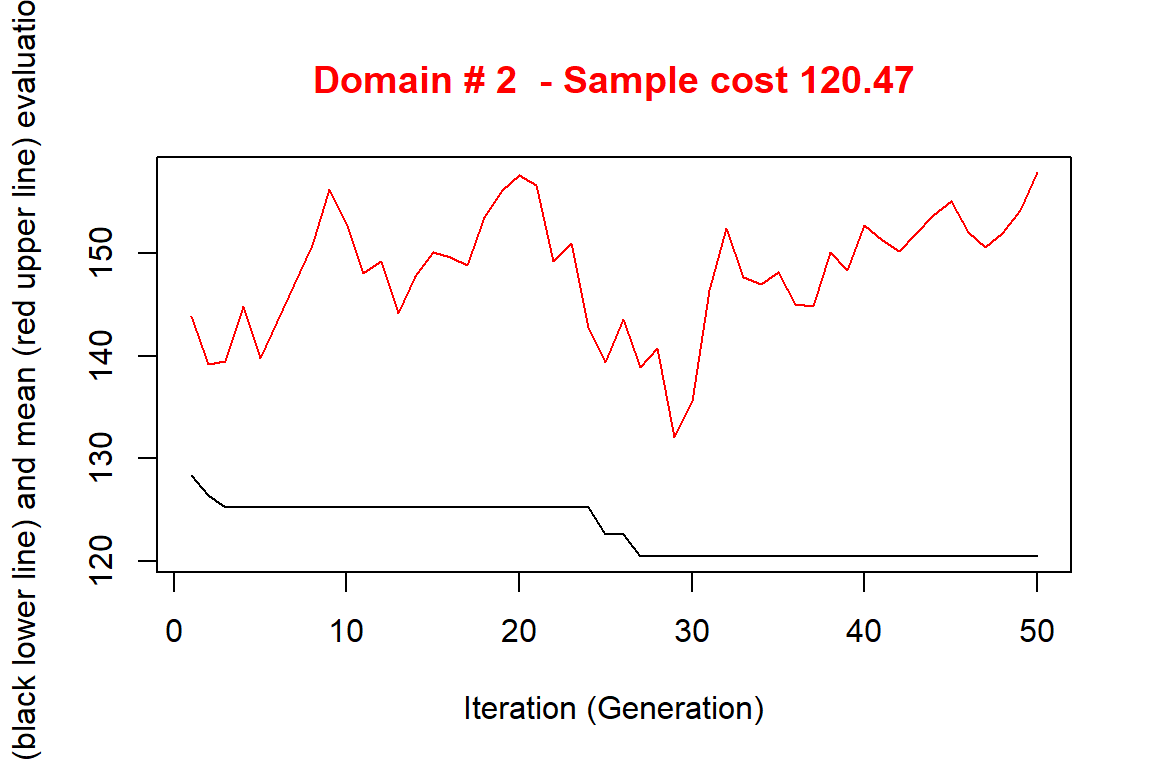 Domain # 2  - Sample cost 120.47
(black lower line) and mean (red upper line) evaluatio
150
140
130
120
0 10 20 30 40 50
Iteration (Generation)